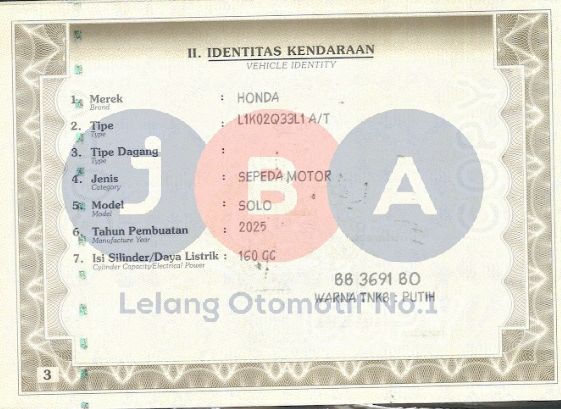 II. IDENTITAS KENDARAAN
VEHICLE IDENTITY
1. Merek : HONDA
Brand
2. Tipe : L1K02Q33L1 A/T
Type
3. Tipe Dagang :
Type
4. Jenis : SEPEDA MOTOR
Category
5. Model : SOLO
Model
6. Tahun Pembuatan : 2025
Manufacture Year
7. Isi Silinder/Daya Listrik : 160 CC
Cylinder Capacity/Electrical Power
JBA
BB 3691 BO
WARNA TNKB : PUTIH
Lelang Otomotif No.1
COPY
3